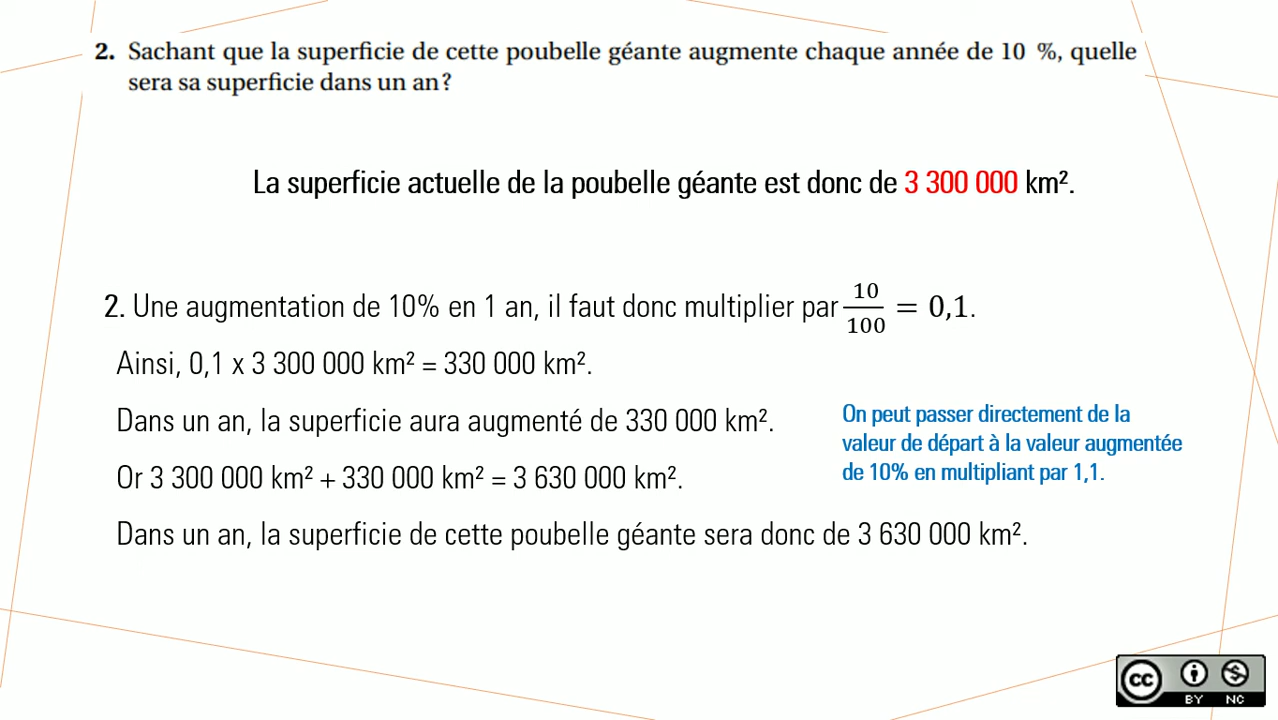 2. Sachant que la superficie de cette poubelle géante augmente chaque année de 10 %, quelle
sera sa superficie dans un an ?
La superficie actuelle de la poubelle géante est donc de 3 300 000 km².
2. Une augmentation de 10% en 1 an, il faut donc multiplier par 10/100 = 0,1.
Ainsi, 0,1 x 3 300 000 km² = 330 000 km².
Dans un an, la superficie aura augmenté de 330 000 km².
Or 3 300 000 km² + 330 000 km² = 3 630 000 km².
Dans un an, la superficie de cette poubelle géante sera donc de 3 630 000 km².
On peut passer directement de la
valeur de départ à la valeur augmentée
de 10% en multipliant par 1,1.
cc BY NC